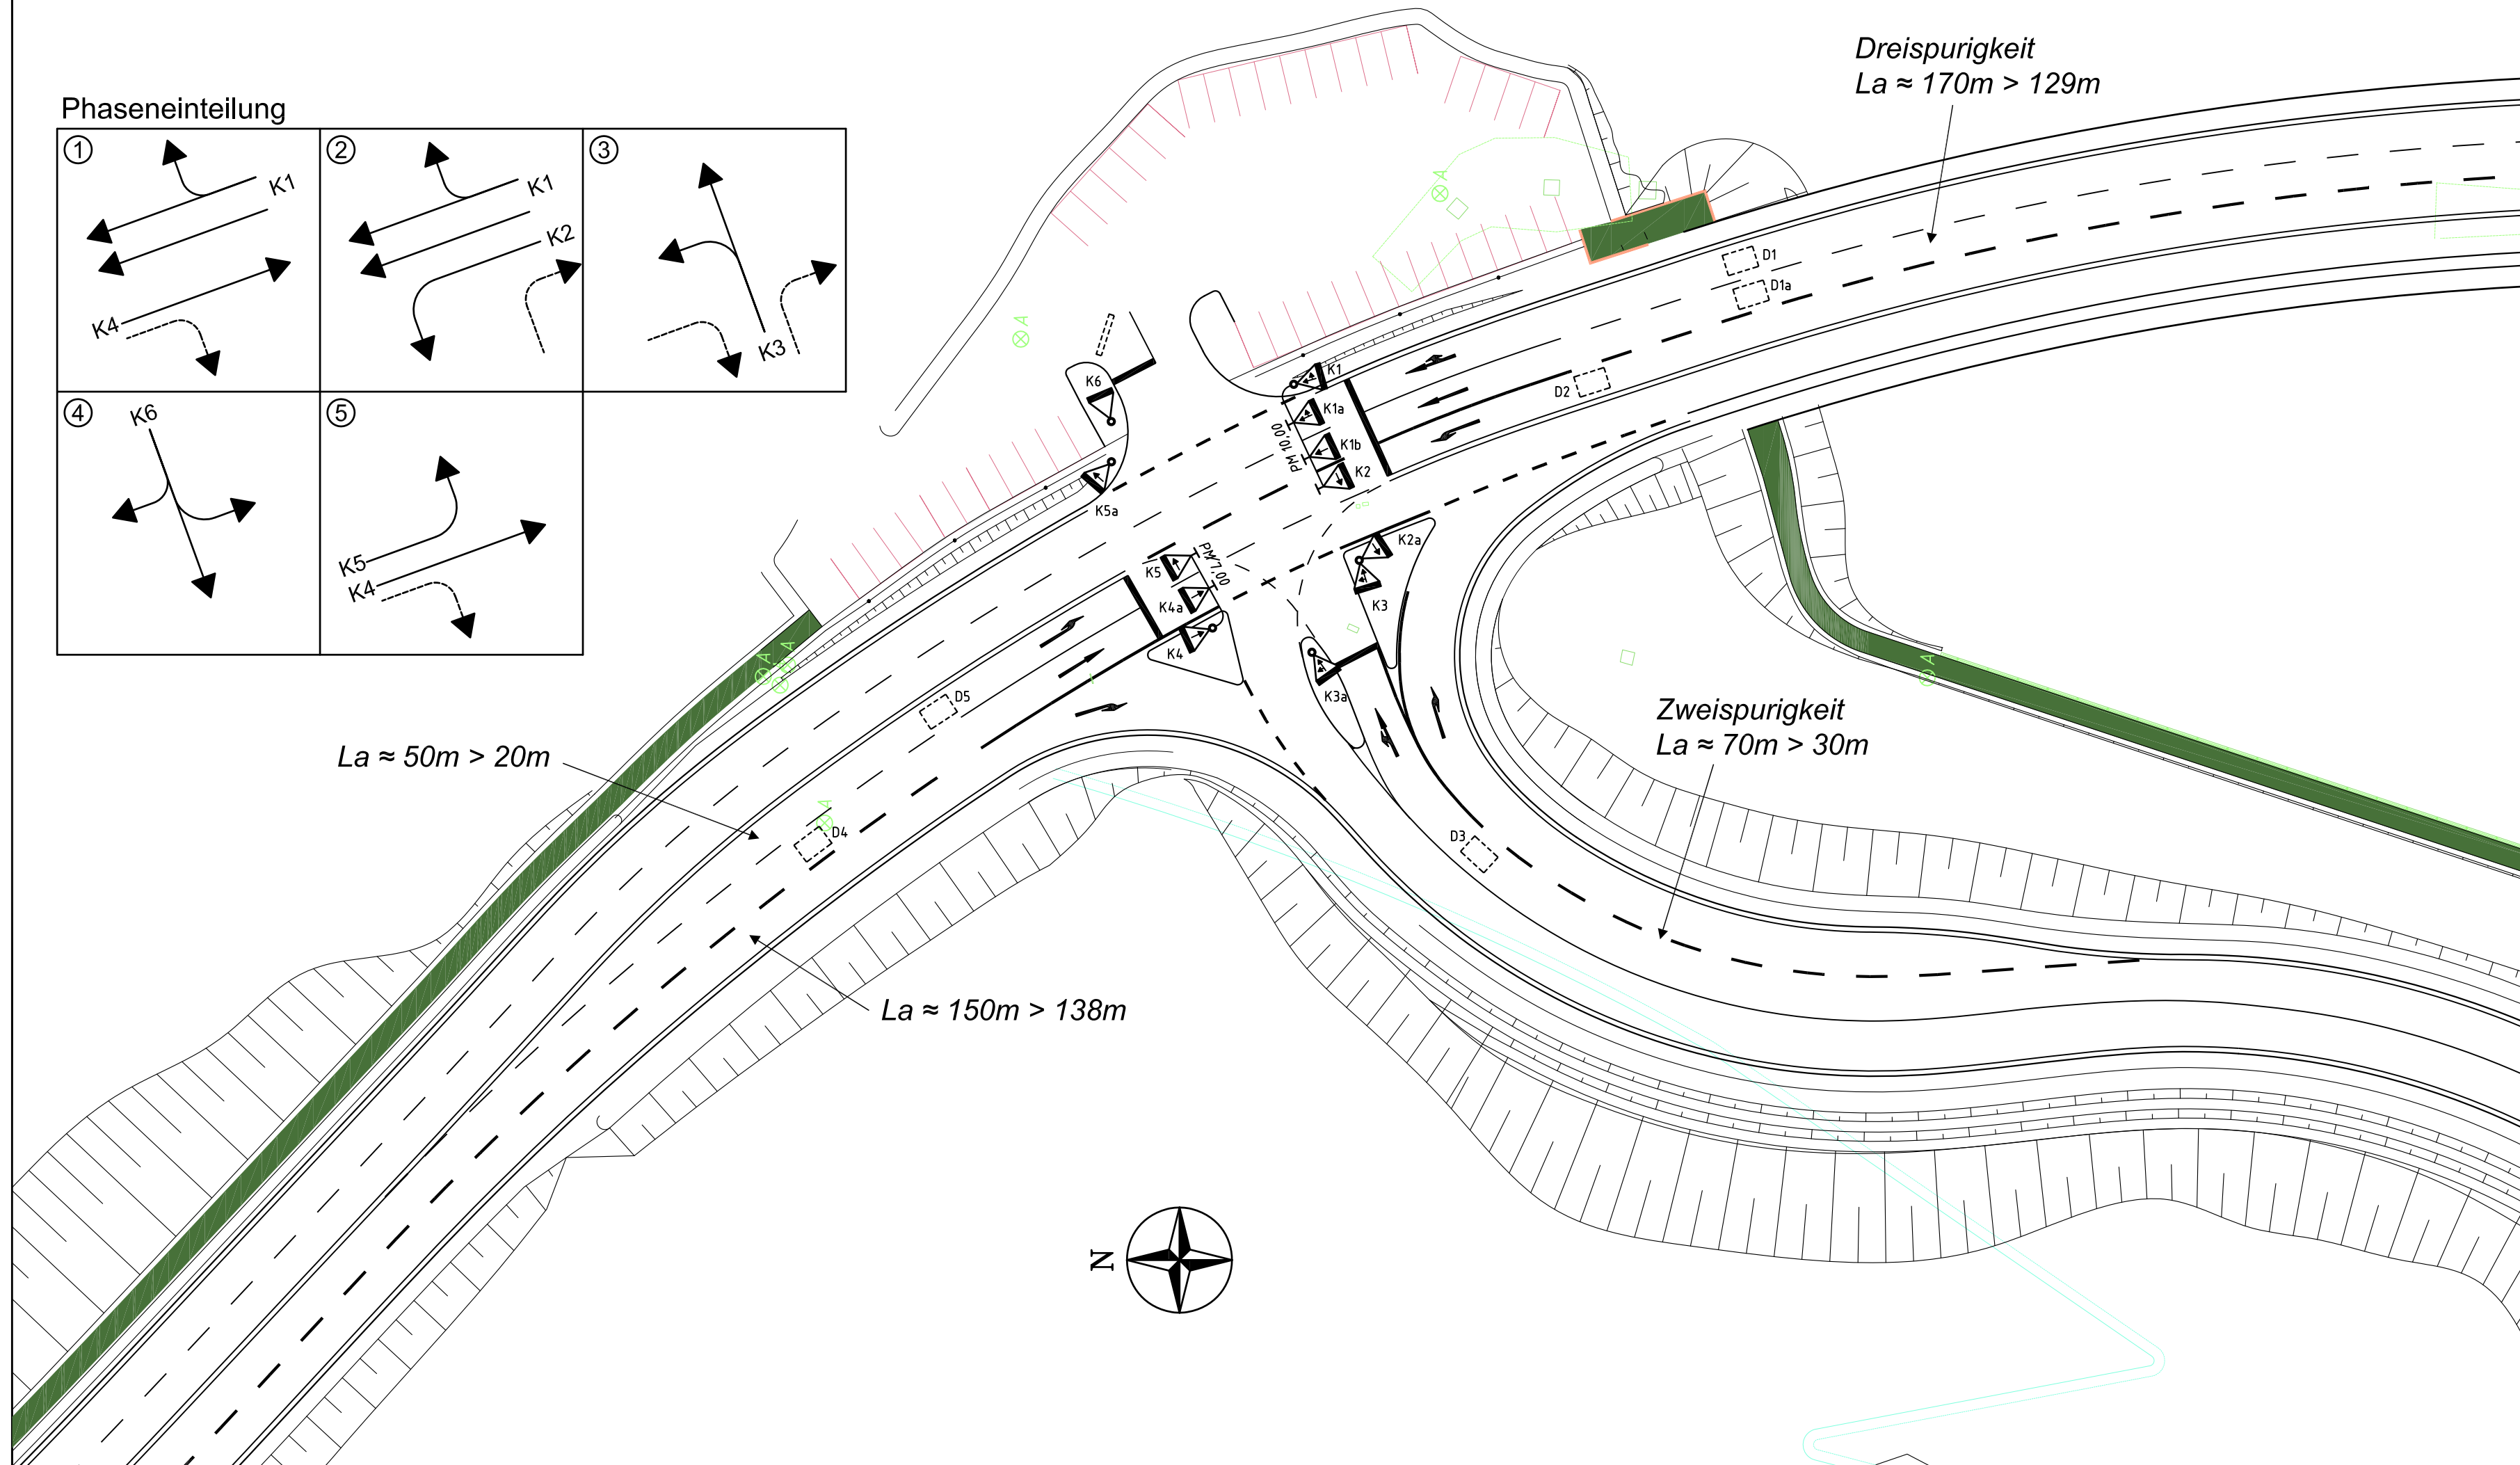 Phaseneinteilung
1
K1
K4
2
K1
K2
3
K3
4
K6
5
K5
K4
Dreispurigkeit
La ≈ 170m > 129m
A
A
D1
D1a
D2
K1
K1a
K1b
K2
PM 10,00
K6
K5a
K5
PM 7,00
K4a
K4
K2a
K3
K3a
A
A
A
D5
La ≈ 50m > 20m
A
D4
Zweispurigkeit
La ≈ 70m > 30m
D3
La ≈ 150m > 138m
N